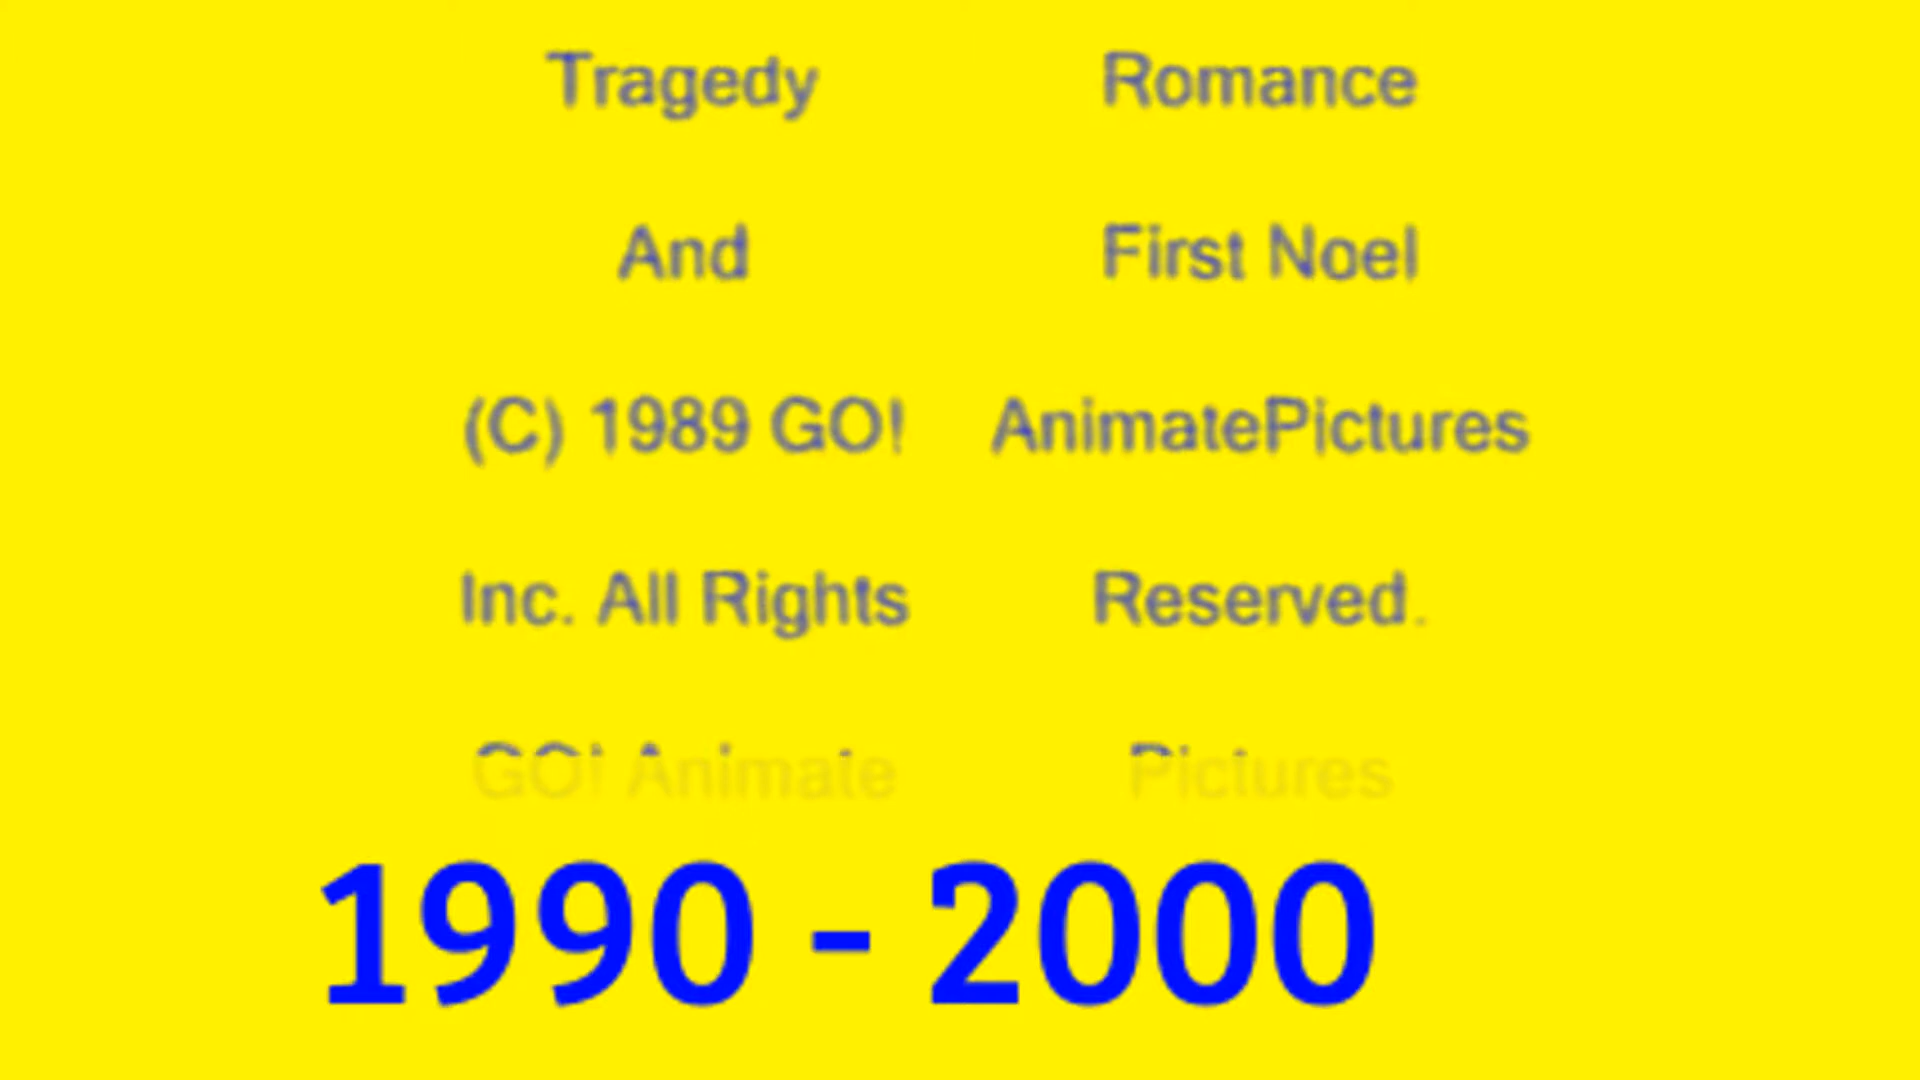 Tragedy Romance
And First Noel
(C) 1989 GO! AnimatePictures
Inc. All Rights Reserved.
GO! Animate Pictures
1990 - 2000